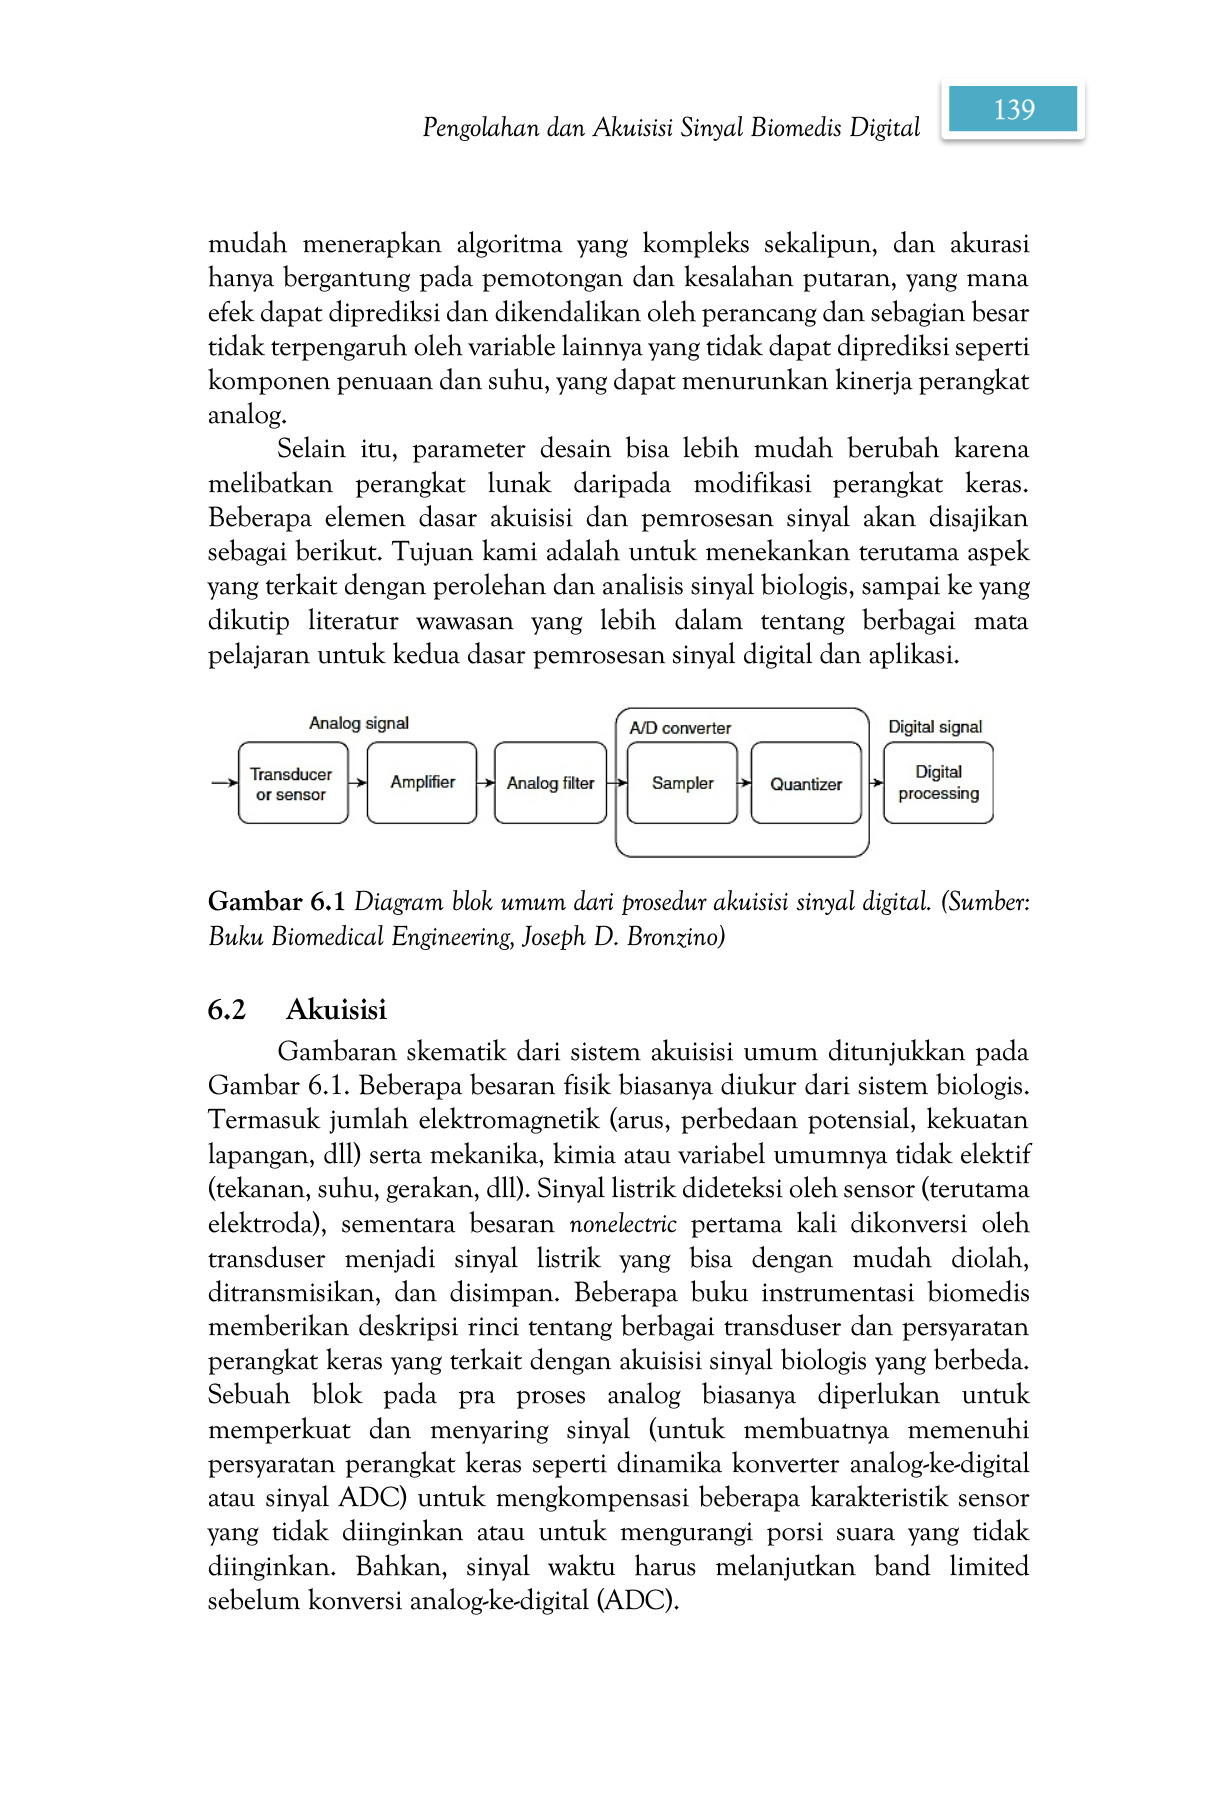 Pengolahan dan Akuisisi Sinyal Biomedis Digital
139
mudah menerapkan algoritma yang kompleks sekalipun, dan akurasi
hanya bergantung pada pemotongan dan kesalahan putaran, yang mana
efek dapat diprediksi dan dikendalikan oleh perancang dan sebagian besar
tidak terpengaruh oleh variable lainnya yang tidak dapat diprediksi seperti
komponen penuaan dan suhu, yang dapat menurunkan kinerja perangkat
analog.
Selain itu, parameter desain bisa lebih mudah berubah karena
melibatkan perangkat lunak daripada modifikasi perangkat keras.
Beberapa elemen dasar akuisisi dan pemrosesan sinyal akan disajikan
sebagai berikut. Tujuan kami adalah untuk menekankan terutama aspek
yang terkait dengan perolehan dan analisis sinyal biologis, sampai ke yang
dikutip literatur wawasan yang lebih dalam tentang berbagai mata
pelajaran untuk kedua dasar pemrosesan sinyal digital dan aplikasi.
Analog signal
A/D converter
Digital signal
Transducer
or sensor
Amplifier
Analog filter
Sampler
Quantizer
Digital
processing
Gambar 6.1 Diagram blok umum dari prosedur akuisisi sinyal digital. (Sumber:
Buku Biomedical Engineering, Joseph D. Bronzino)
6.2 Akuisisi
Gambaran skematik dari sistem akuisisi umum ditunjukkan pada
Gambar 6.1. Beberapa besaran fisik biasanya diukur dari sistem biologis.
Termasuk jumlah elektromagnetik (arus, perbedaan potensial, kekuatan
lapangan, dll) serta mekanika, kimia atau variabel umumnya tidak elektif
(tekanan, suhu, gerakan, dll). Sinyal listrik dideteksi oleh sensor (terutama
elektroda), sementara besaran nonelectric pertama kali dikonversi oleh
transduser menjadi sinyal listrik yang bisa dengan mudah diolah,
ditransmisikan, dan disimpan. Beberapa buku instrumentasi biomedis
memberikan deskripsi rinci tentang berbagai transduser dan persyaratan
perangkat keras yang terkait dengan akuisisi sinyal biologis yang berbeda.
Sebuah blok pada pra proses analog biasanya diperlukan untuk
memperkuat dan menyaring sinyal (untuk membuatnya memenuhi
persyaratan perangkat keras seperti dinamika konverter analog-ke-digital
atau sinyal ADC) untuk mengkompensasi beberapa karakteristik sensor
yang tidak diinginkan atau untuk mengurangi porsi suara yang tidak
diinginkan. Bahkan, sinyal waktu harus melanjutkan band limited
sebelum konversi analog-ke-digital (ADC).